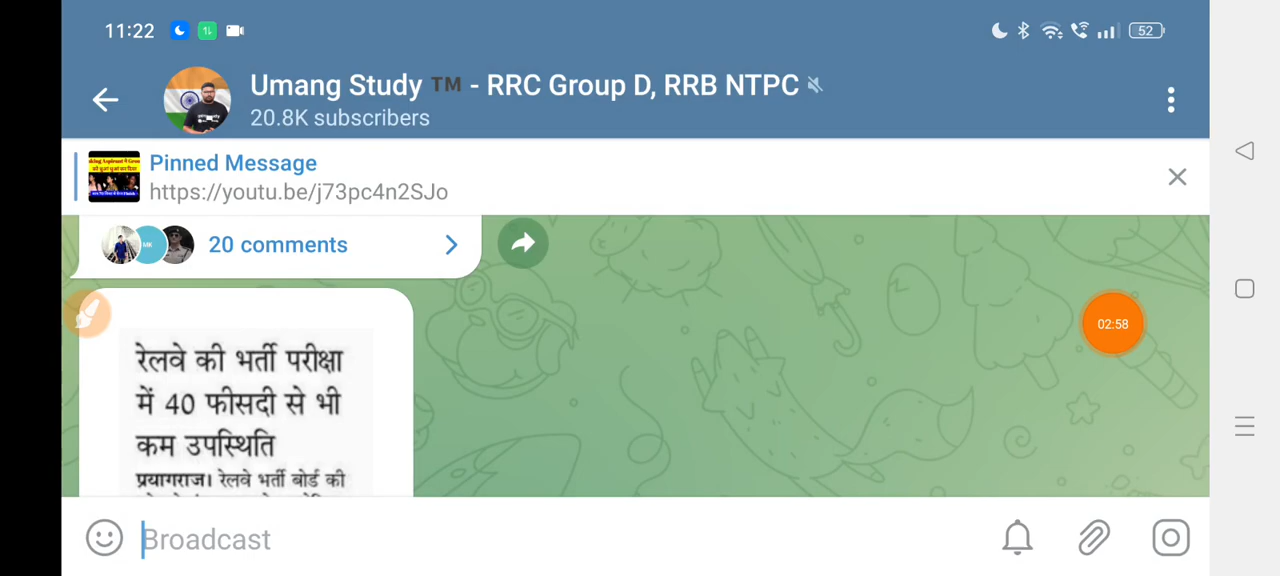 11:22
52
Umang Study ™ - RRC Group D, RRB NTPC
20.8K subscribers
Pinned Message
https://youtu.be/j73pc4n2SJo
MK
20 comments
02:58
रेलवे की भर्ती परीक्षा
में 40 फीसदी से भी
कम उपस्थिति
प्रयागराज। रेलवे भर्ती बोर्ड की
Broadcast